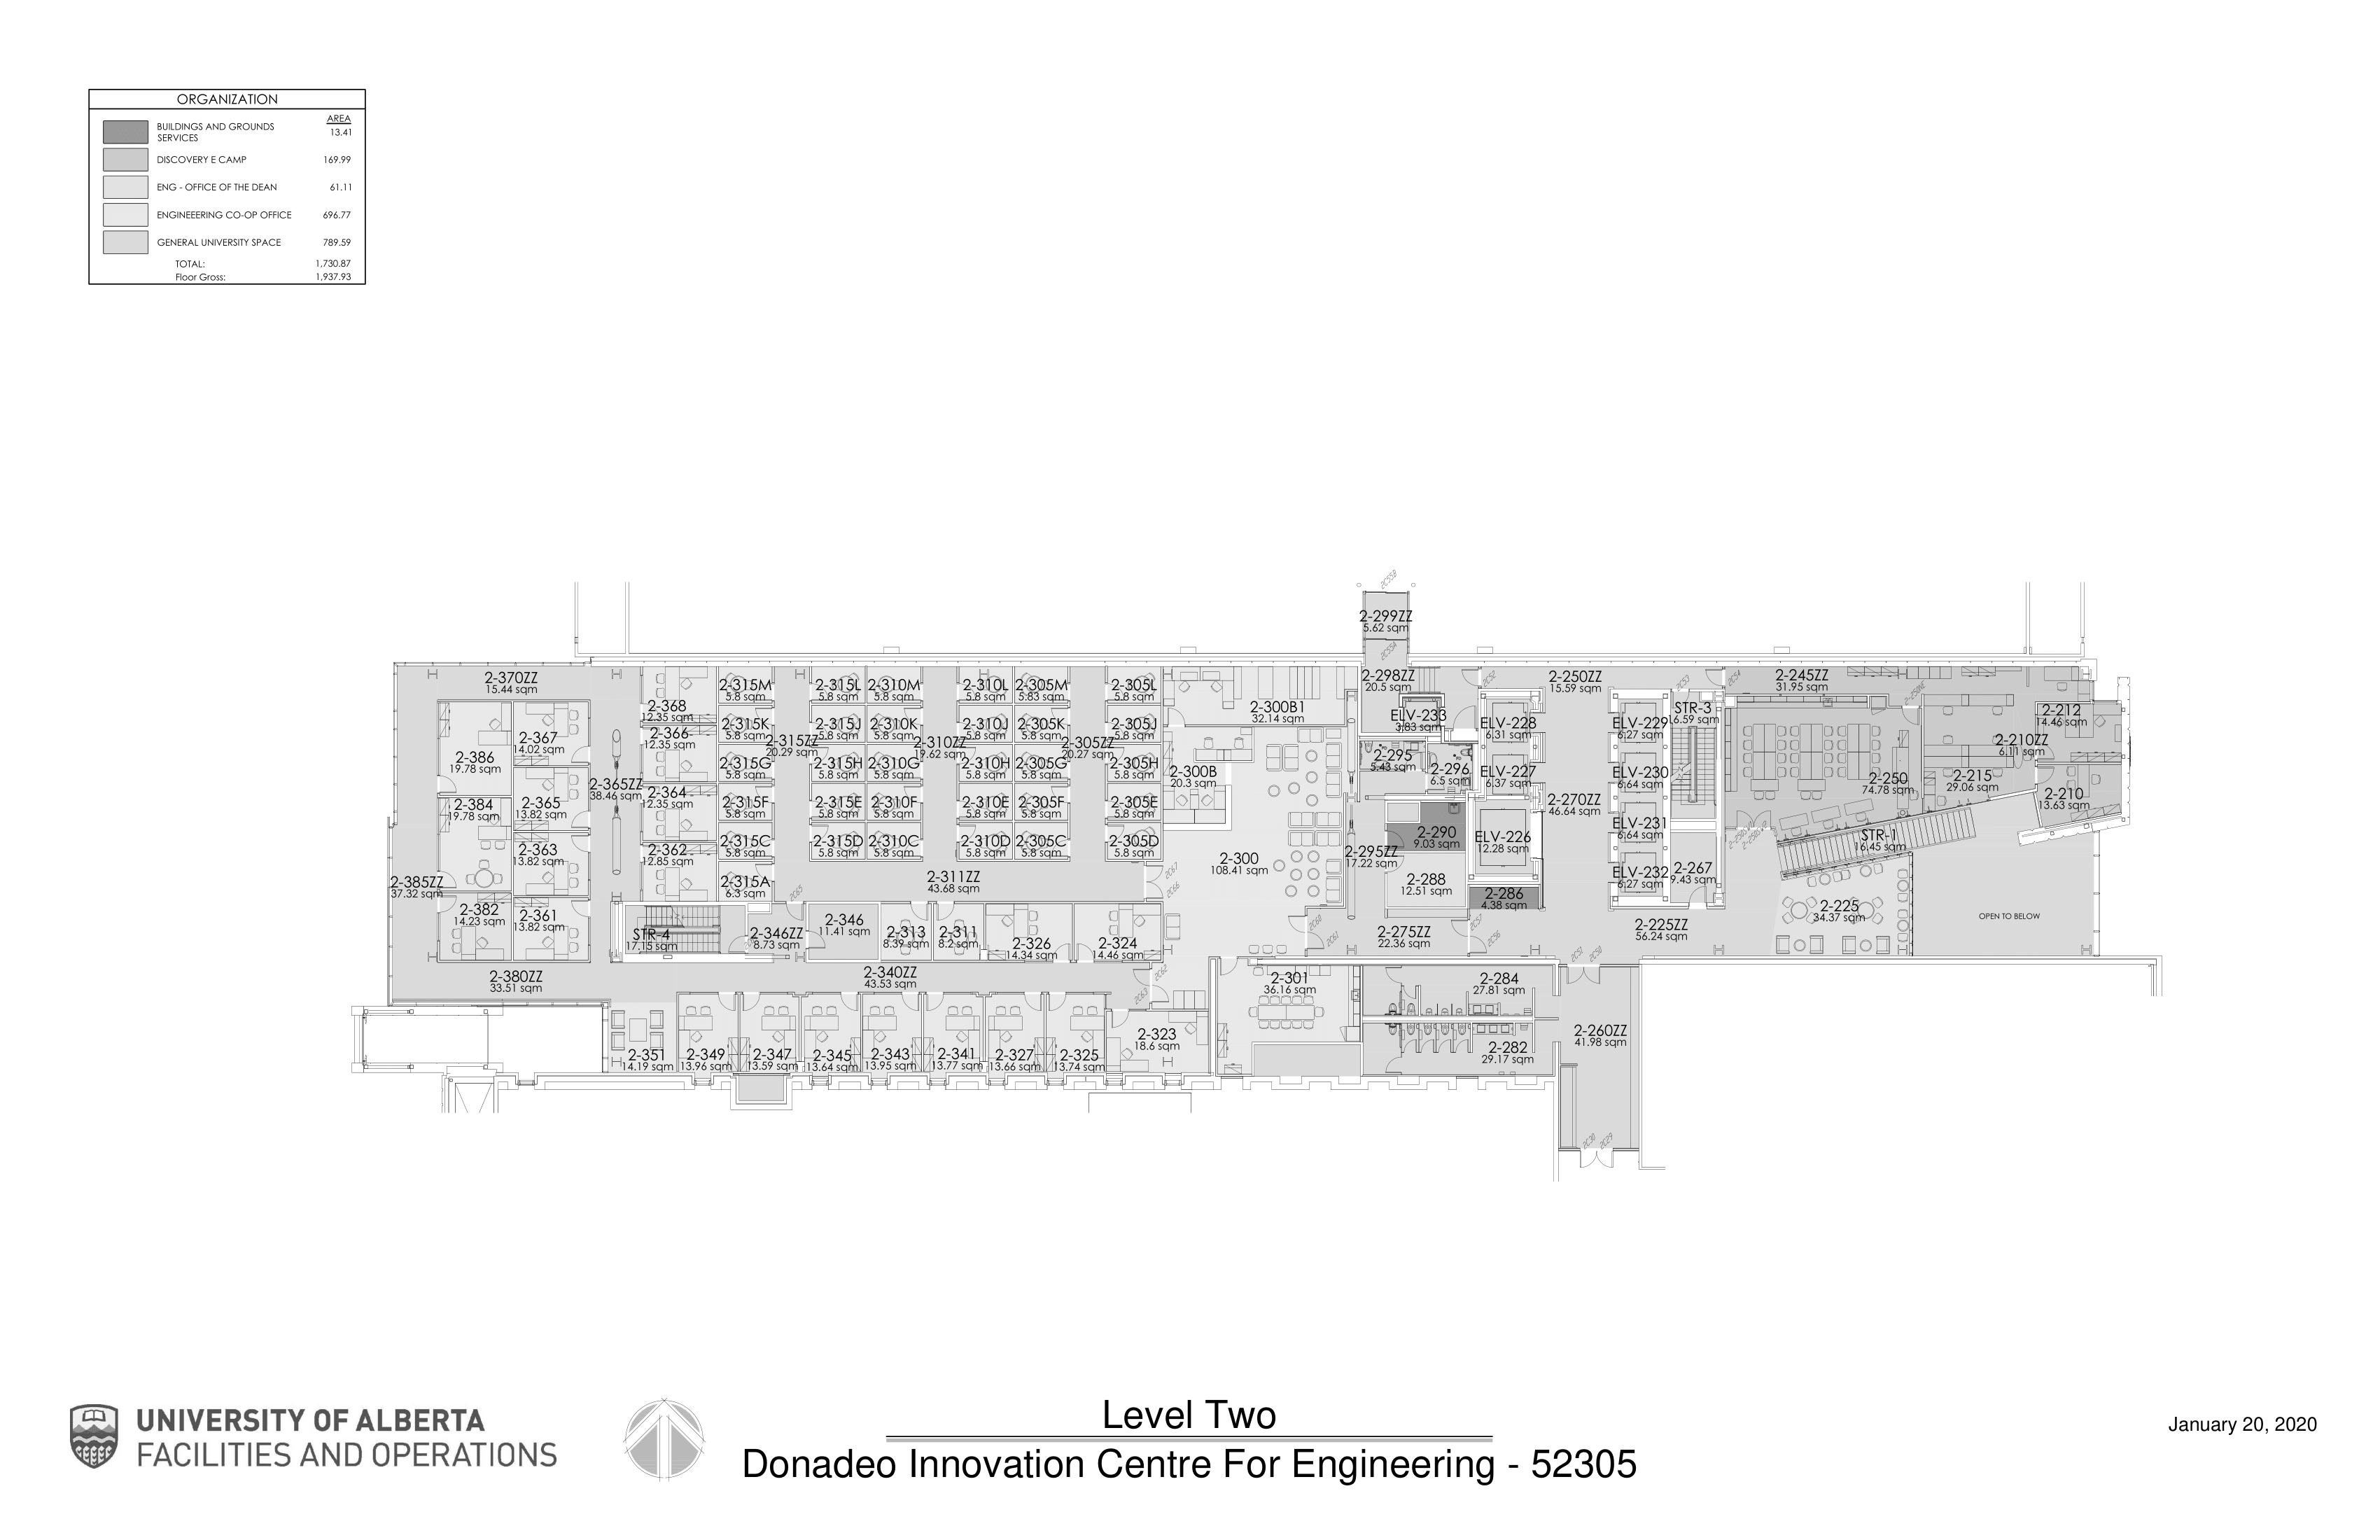 ORGANIZATION
AREA
BUILDINGS AND GROUNDS SERVICES 13.41
DISCOVERY E CAMP 169.99
ENG - OFFICE OF THE DEAN 61.11
ENGINEEERING CO-OP OFFICE 696.77
GENERAL UNIVERSITY SPACE 789.59
TOTAL: 1,730.87
Floor Gross: 1,937.93
2C55B
2-299ZZ
5.62 sqm
2C55A
2-370ZZ
15.44 sqm
2-368
12.35 sqm
2-315M
5.8 sqm
2-315L
5.8 sqm
2-310M
5.8 sqm
2-310L
5.8 sqm
2-305M
5.83 sqm
2-305L
5.8 sqm
2-300B1
32.14 sqm
2-298ZZ
20.5 sqm
2C52
2-250ZZ
15.59 sqm
2C53
2C54
2-245ZZ
31.95 sqm
2-386
19.78 sqm
2-367
14.02 sqm
2-366
12.35 sqm
2-315K
5.8 sqm
2-315ZZ
20.29 sqm
2-315J
5.8 sqm
2-310K
5.8 sqm
2-310ZZ
19.62 sqm
2-310J
5.8 sqm
2-305K
5.8 sqm
2-305ZZ
20.27 sqm
2-305J
5.8 sqm
ELV-233
3.83 sqm
ELV-228
6.31 sqm
ELV-229
6.27 sqm
STR-3
6.59 sqm
2-212
14.46 sqm
2-210ZZ
6.11 sqm
2-384
19.78 sqm
2-365
13.82 sqm
2-365ZZ
38.46 sqm
2-364
12.35 sqm
2-315G
5.8 sqm
2-315H
5.8 sqm
2-310G
5.8 sqm
2-310H
5.8 sqm
2-305G
5.8 sqm
2-305H
5.8 sqm
2-300B
20.3 sqm
2-295
5.43 sqm
2-296
6.5 sqm
ELV-227
6.37 sqm
ELV-230
6.64 sqm
2-250
74.78 sqm
2-215
29.06 sqm
2-210
13.63 sqm
2-315F
5.8 sqm
2-315E
5.8 sqm
2-310F
5.8 sqm
2-310E
5.8 sqm
2-305F
5.8 sqm
2-305E
5.8 sqm
2-270ZZ
46.64 sqm
2-363
13.82 sqm
2-362
12.85 sqm
2-315C
5.8 sqm
2-315D
5.8 sqm
2-310C
5.8 sqm
2-310D
5.8 sqm
2-305C
5.8 sqm
2-305D
5.8 sqm
2-300
108.41 sqm
2-295ZZ
17.22 sqm
2-290
9.03 sqm
ELV-226
12.28 sqm
ELV-231
6.64 sqm
STR-1
16.45 sqm
2-385ZZ
37.32 sqm
2-315A
6.3 sqm
2C65
2-311ZZ
43.68 sqm
2C67
2C66
2-288
12.51 sqm
2-286
4.38 sqm
ELV-232
6.27 sqm
2-267
9.43 sqm
2-382
14.23 sqm
2-361
13.82 sqm
STR-4
17.15 sqm
2-346ZZ
8.73 sqm
2-346
11.41 sqm
2-313
8.39 sqm
2-311
8.2 sqm
2-326
14.34 sqm
2-324
14.46 sqm
2C60
2C61
2-275ZZ
22.36 sqm
2C57
2C56
2-225ZZ
56.24 sqm
2-225
34.37 sqm
OPEN TO BELOW
2C51
2C50
2-380ZZ
33.51 sqm
2-340ZZ
43.53 sqm
2C62
2C63
2-301
36.16 sqm
2-284
27.81 sqm
2-351
14.19 sqm
2-349
13.96 sqm
2-347
13.59 sqm
2-345
13.64 sqm
2-343
13.95 sqm
2-341
13.77 sqm
2-327
13.66 sqm
2-325
13.74 sqm
2-323
18.6 sqm
2-282
29.17 sqm
2-260ZZ
41.98 sqm
2C30
2C29
UNIVERSITY OF ALBERTA
FACILITIES AND OPERATIONS
Level Two
Donadeo Innovation Centre For Engineering - 52305
January 20, 2020